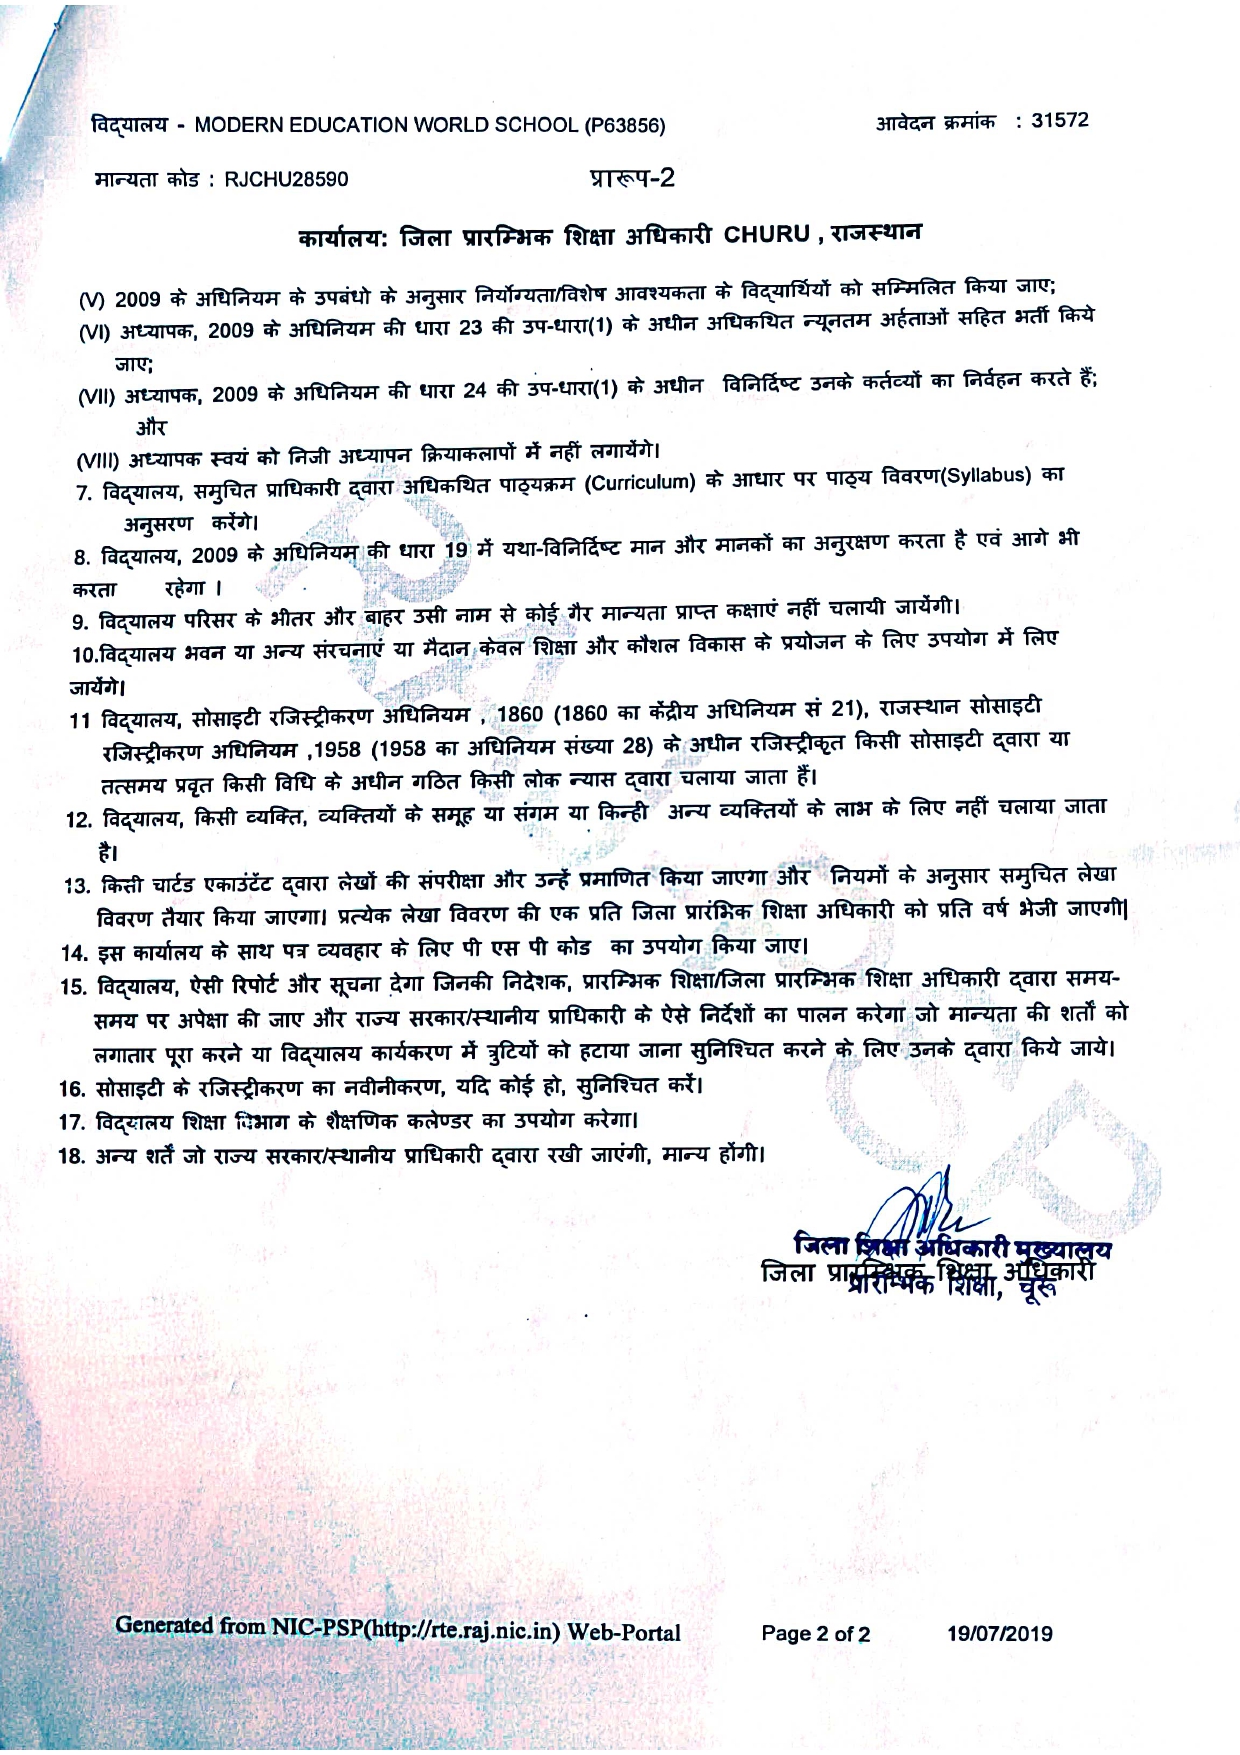 विद्यालय - MODERN EDUCATION WORLD SCHOOL (P63856) आवेदन क्रमांक : 31572
मान्यता कोड : RJCHU28590 प्रारूप-2
कार्यालय: जिला प्रारम्भिक शिक्षा अधिकारी CHURU , राजस्थान
(V) 2009 के अधिनियम के उपबंधो के अनुसार निर्योग्यता/विशेष आवश्यकता के विद्यार्थियों को सम्मिलित किया जाए;
(VI) अध्यापक, 2009 के अधिनियम की धारा 23 की उप-धारा(1) के अधीन अधिकथित न्यूनतम अर्हताओं सहित भर्ती किये
जाए;
(VII) अध्यापक, 2009 के अधिनियम की धारा 24 की उप-धारा(1) के अधीन विनिर्दिष्ट उनके कर्तव्यों का निर्वहन करते हैं;
और
(VIII) अध्यापक स्वयं को निजी अध्यापन क्रियाकलापों में नहीं लगायेंगे।
7. विद्यालय, समुचित प्राधिकारी द्वारा अधिकथित पाठ्यक्रम (Curriculum) के आधार पर पाठ्य विवरण(Syllabus) का
अनुसरण करेंगे।
8. विद्यालय, 2009 के अधिनियम की धारा 19 में यथा-विनिर्दिष्ट मान और मानकों का अनुरक्षण करता है एवं आगे भी
करता रहेगा ।
9. विद्यालय परिसर के भीतर और बाहर उसी नाम से कोई गैर मान्यता प्राप्त कक्षाएं नहीं चलायी जायेंगी।
10.विद्यालय भवन या अन्य संरचनाएं या मैदान केवल शिक्षा और कौशल विकास के प्रयोजन के लिए उपयोग में लिए
जायेंगे।
11 विद्यालय, सोसाइटी रजिस्ट्रीकरण अधिनियम , 1860 (1860 का केंद्रीय अधिनियम सं 21), राजस्थान सोसाइटी
रजिस्ट्रीकरण अधिनियम ,1958 (1958 का अधिनियम संख्या 28) के अधीन रजिस्ट्रीकृत किसी सोसाइटी द्वारा या
तत्समय प्रवृत किसी विधि के अधीन गठित किसी लोक न्यास द्वारा चलाया जाता हैं।
12. विद्यालय, किसी व्यक्ति, व्यक्तियों के समूह या संगम या किन्ही अन्य व्यक्तियों के लाभ के लिए नहीं चलाया जाता
है।
13. किसी चार्टड एकाउंटेंट द्वारा लेखों की संपरीक्षा और उन्हें प्रमाणित किया जाएगा और नियमों के अनुसार समुचित लेखा
विवरण तैयार किया जाएगा। प्रत्येक लेखा विवरण की एक प्रति जिला प्रारंभिक शिक्षा अधिकारी को प्रति वर्ष भेजी जाएगी|
14. इस कार्यालय के साथ पत्र व्यवहार के लिए पी एस पी कोड का उपयोग किया जाए।
15. विद्यालय, ऐसी रिपोर्ट और सूचना देगा जिनकी निदेशक, प्रारम्भिक शिक्षा/जिला प्रारम्भिक शिक्षा अधिकारी द्वारा समय-
समय पर अपेक्षा की जाए और राज्य सरकार/स्थानीय प्राधिकारी के ऐसे निर्देशों का पालन करेगा जो मान्यता की शर्तों को
लगातार पूरा करने या विद्यालय कार्यकरण में त्रुटियों को हटाया जाना सुनिश्चित करने के लिए उनके द्वारा किये जाये।
16. सोसाइटी के रजिस्ट्रीकरण का नवीनीकरण, यदि कोई हो, सुनिश्चित करें।
17. विद्यालय शिक्षा विभाग के शैक्षणिक कलेण्डर का उपयोग करेगा।
18. अन्य शर्तें जो राज्य सरकार/स्थानीय प्राधिकारी द्वारा रखी जाएंगी, मान्य होंगी।
जिला शिक्षा अधिकारी मुख्यालय
जिला प्रारम्भिक शिक्षा अधिकारी
प्रारम्भिक शिक्षा, चूरू
Generated from NIC-PSP(http://rte.raj.nic.in) Web-Portal Page 2 of 2 19/07/2019